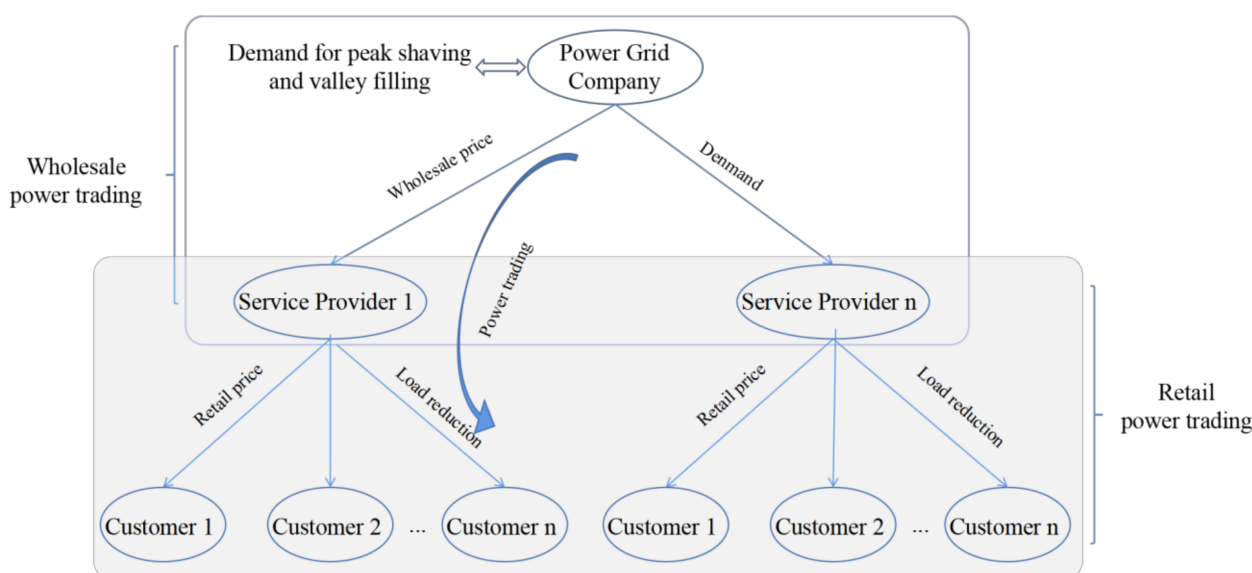 Demand for peak shaving
and valley filling
Power Grid
Company
Wholesale
power trading
Wholesale price
Denmand
Power trading
Service Provider 1
Service Provider n
Retail price
Load reduction
Retail price
Load reduction
Retail
power trading
Customer 1
Customer 2
...
Customer n
Customer 1
Customer 2
...
Customer n